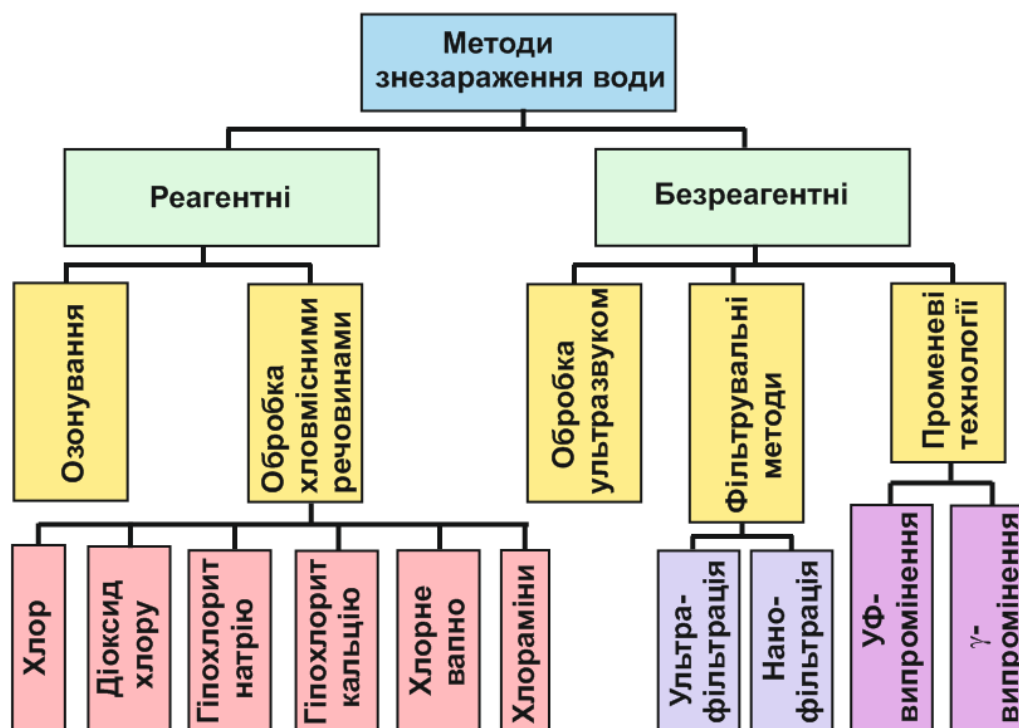 Методи
знезараження води
Реагентні
Безреагентні
Озонування
Обробка
хловмісними
речовинами
Обробка
ультразвуком
Фільтрувальні
методи
Променеві
технології
Хлор
Діоксид
хлору
Гіпохлорит
натрію
Гіпохлорит
кальцію
Хлорне
вапно
Хлораміни
Ультра-
фільтрація
Нано-
фільтрація
УФ-
випромінення
γ-
випромінення